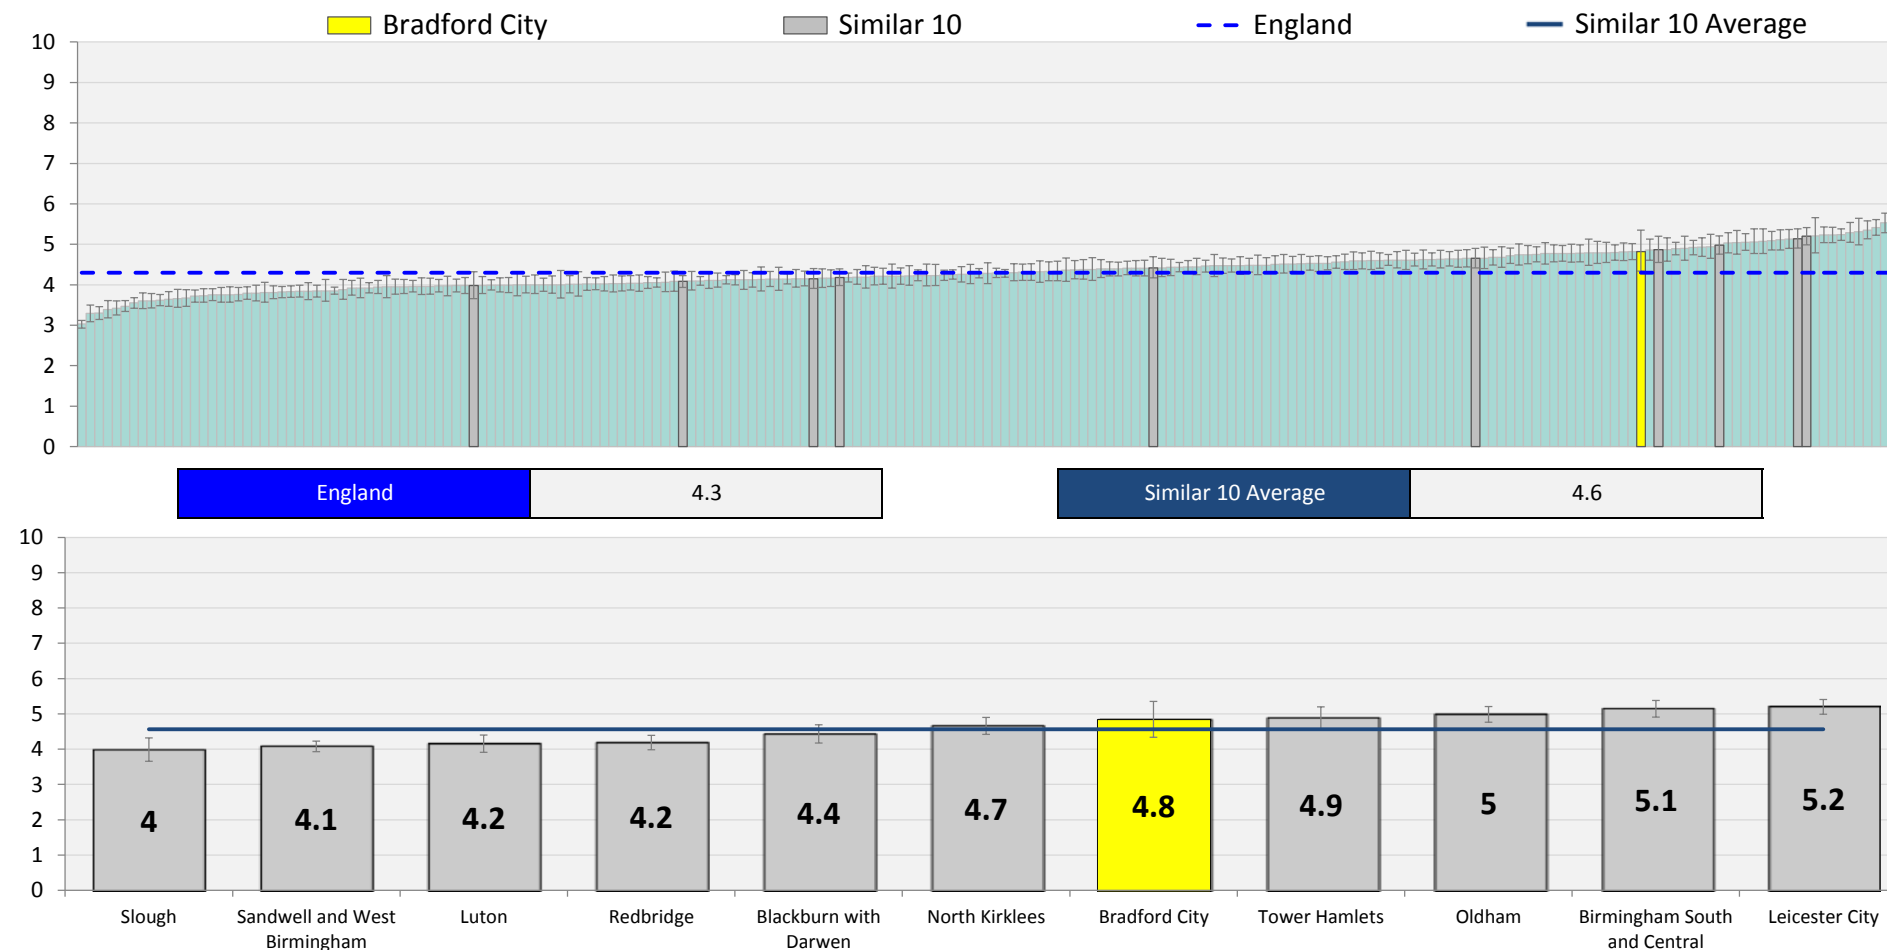 Bradford City
Similar 10
England
Similar 10 Average
10
9
8
7
6
5
4
3
2
1
0
England
4.3
Similar 10 Average
4.6
10
9
8
7
6
5
4
3
2
1
0
4
4.1
4.2
4.2
4.4
4.7
4.8
4.9
5
5.1
5.2
Slough
Sandwell and West
Birmingham
Luton
Redbridge
Blackburn with
Darwen
North Kirklees
Bradford City
Tower Hamlets
Oldham
Birmingham South
and Central
Leicester City